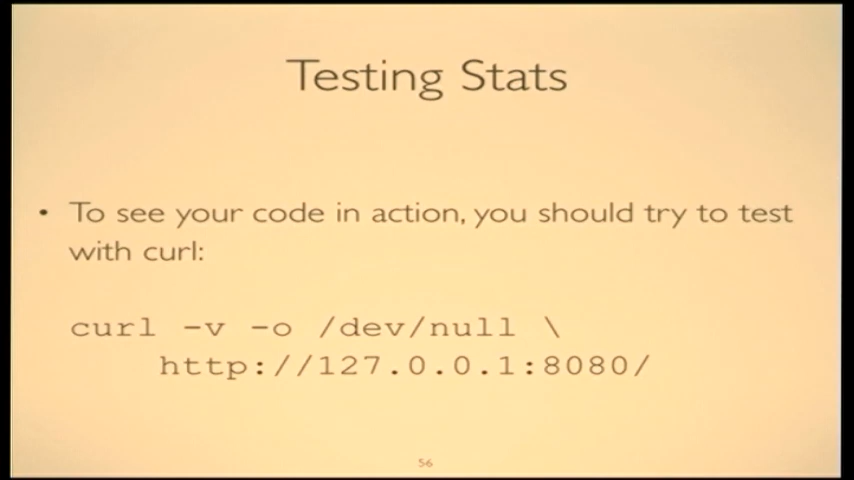 Testing Stats
• To see your code in action, you should try to test
with curl:
curl -v -o /dev/null \
http://127.0.0.1:8080/
56